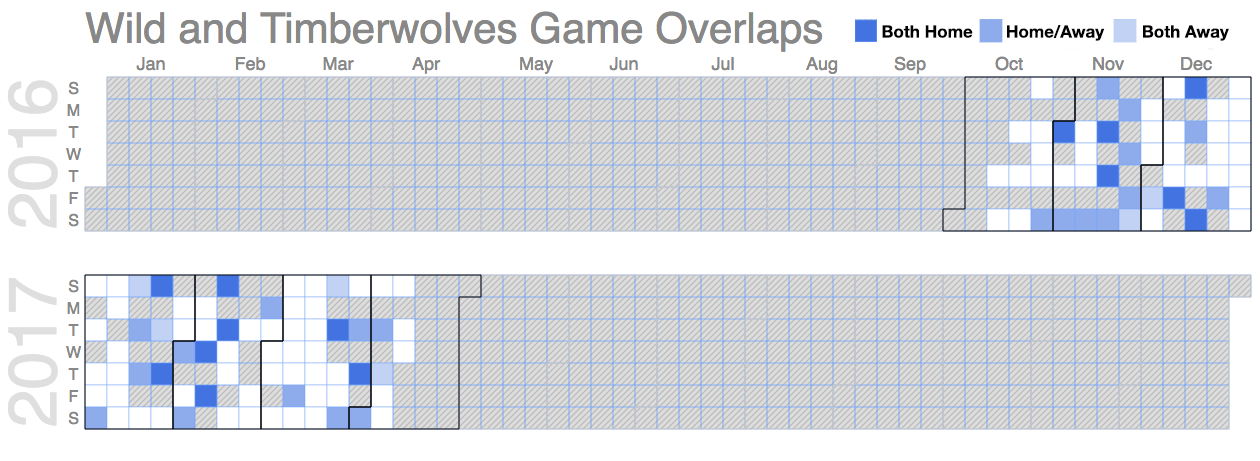 Wild and Timberwolves Game Overlaps
Both Home Home/Away Both Away
Jan Feb Mar Apr May Jun Jul Aug Sep Oct Nov Dec
2016
S
M
T
W
T
F
S
2017
S
M
T
W
T
F
S